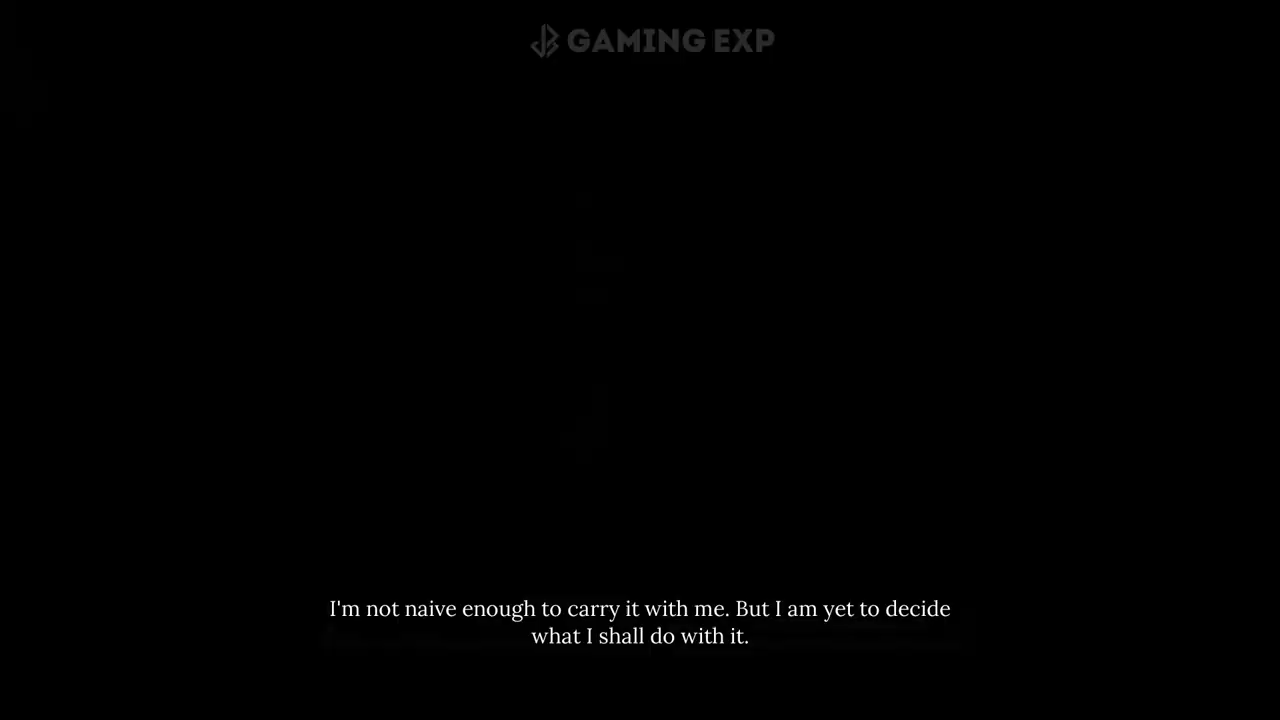 GAMING EXP
I'm not naive enough to carry it with me. But I am yet to decide
what I shall do with it.